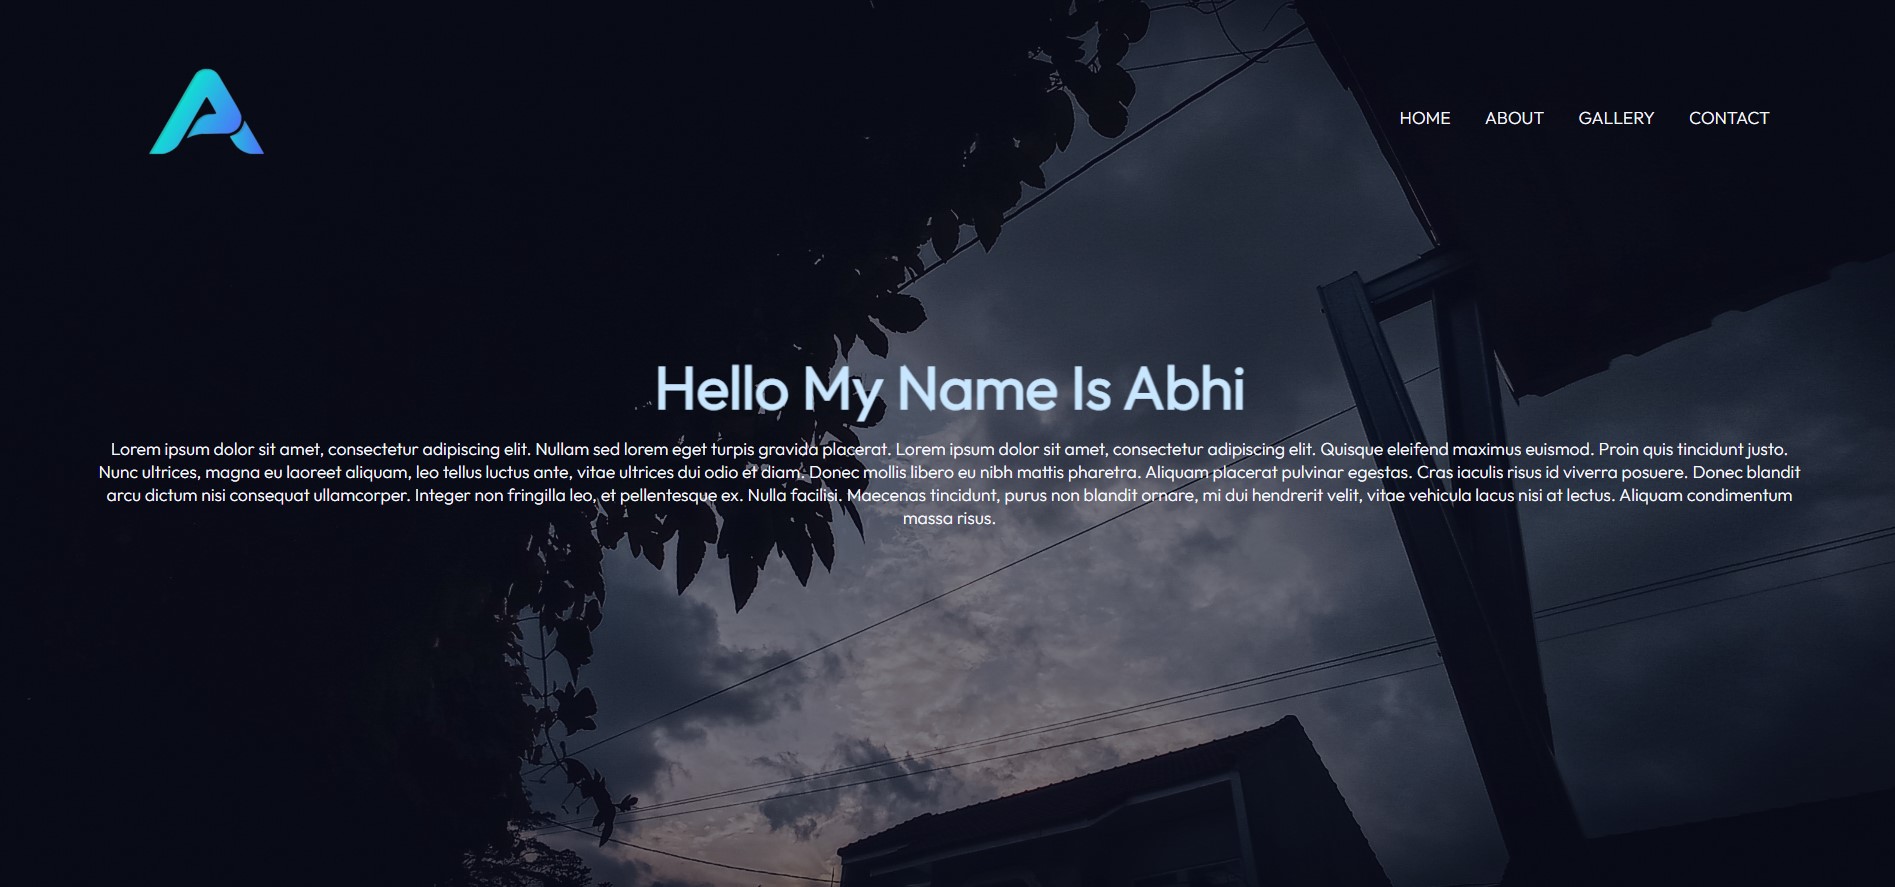 HOME ABOUT GALLERY CONTACT
Hello My Name Is Abhi
Lorem ipsum dolor sit amet, consectetur adipiscing elit. Nullam sed lorem eget turpis gravida placerat. Lorem ipsum dolor sit amet, consectetur adipiscing elit. Quisque eleifend maximus euismod. Proin quis tincidunt justo.
Nunc ultrices, magna eu laoreet aliquam, leo tellus luctus ante, vitae ultrices dui odio et diam. Donec mollis libero eu nibh mattis pharetra. Aliquam placerat pulvinar egestas. Cras iaculis risus id viverra posuere. Donec blandit
arcu dictum nisi consequat ullamcorper. Integer non fringilla leo, et pellentesque ex. Nulla facilisi. Maecenas tincidunt, purus non blandit ornare, mi dui hendrerit velit, vitae vehicula lacus nisi at lectus. Aliquam condimentum
massa risus.